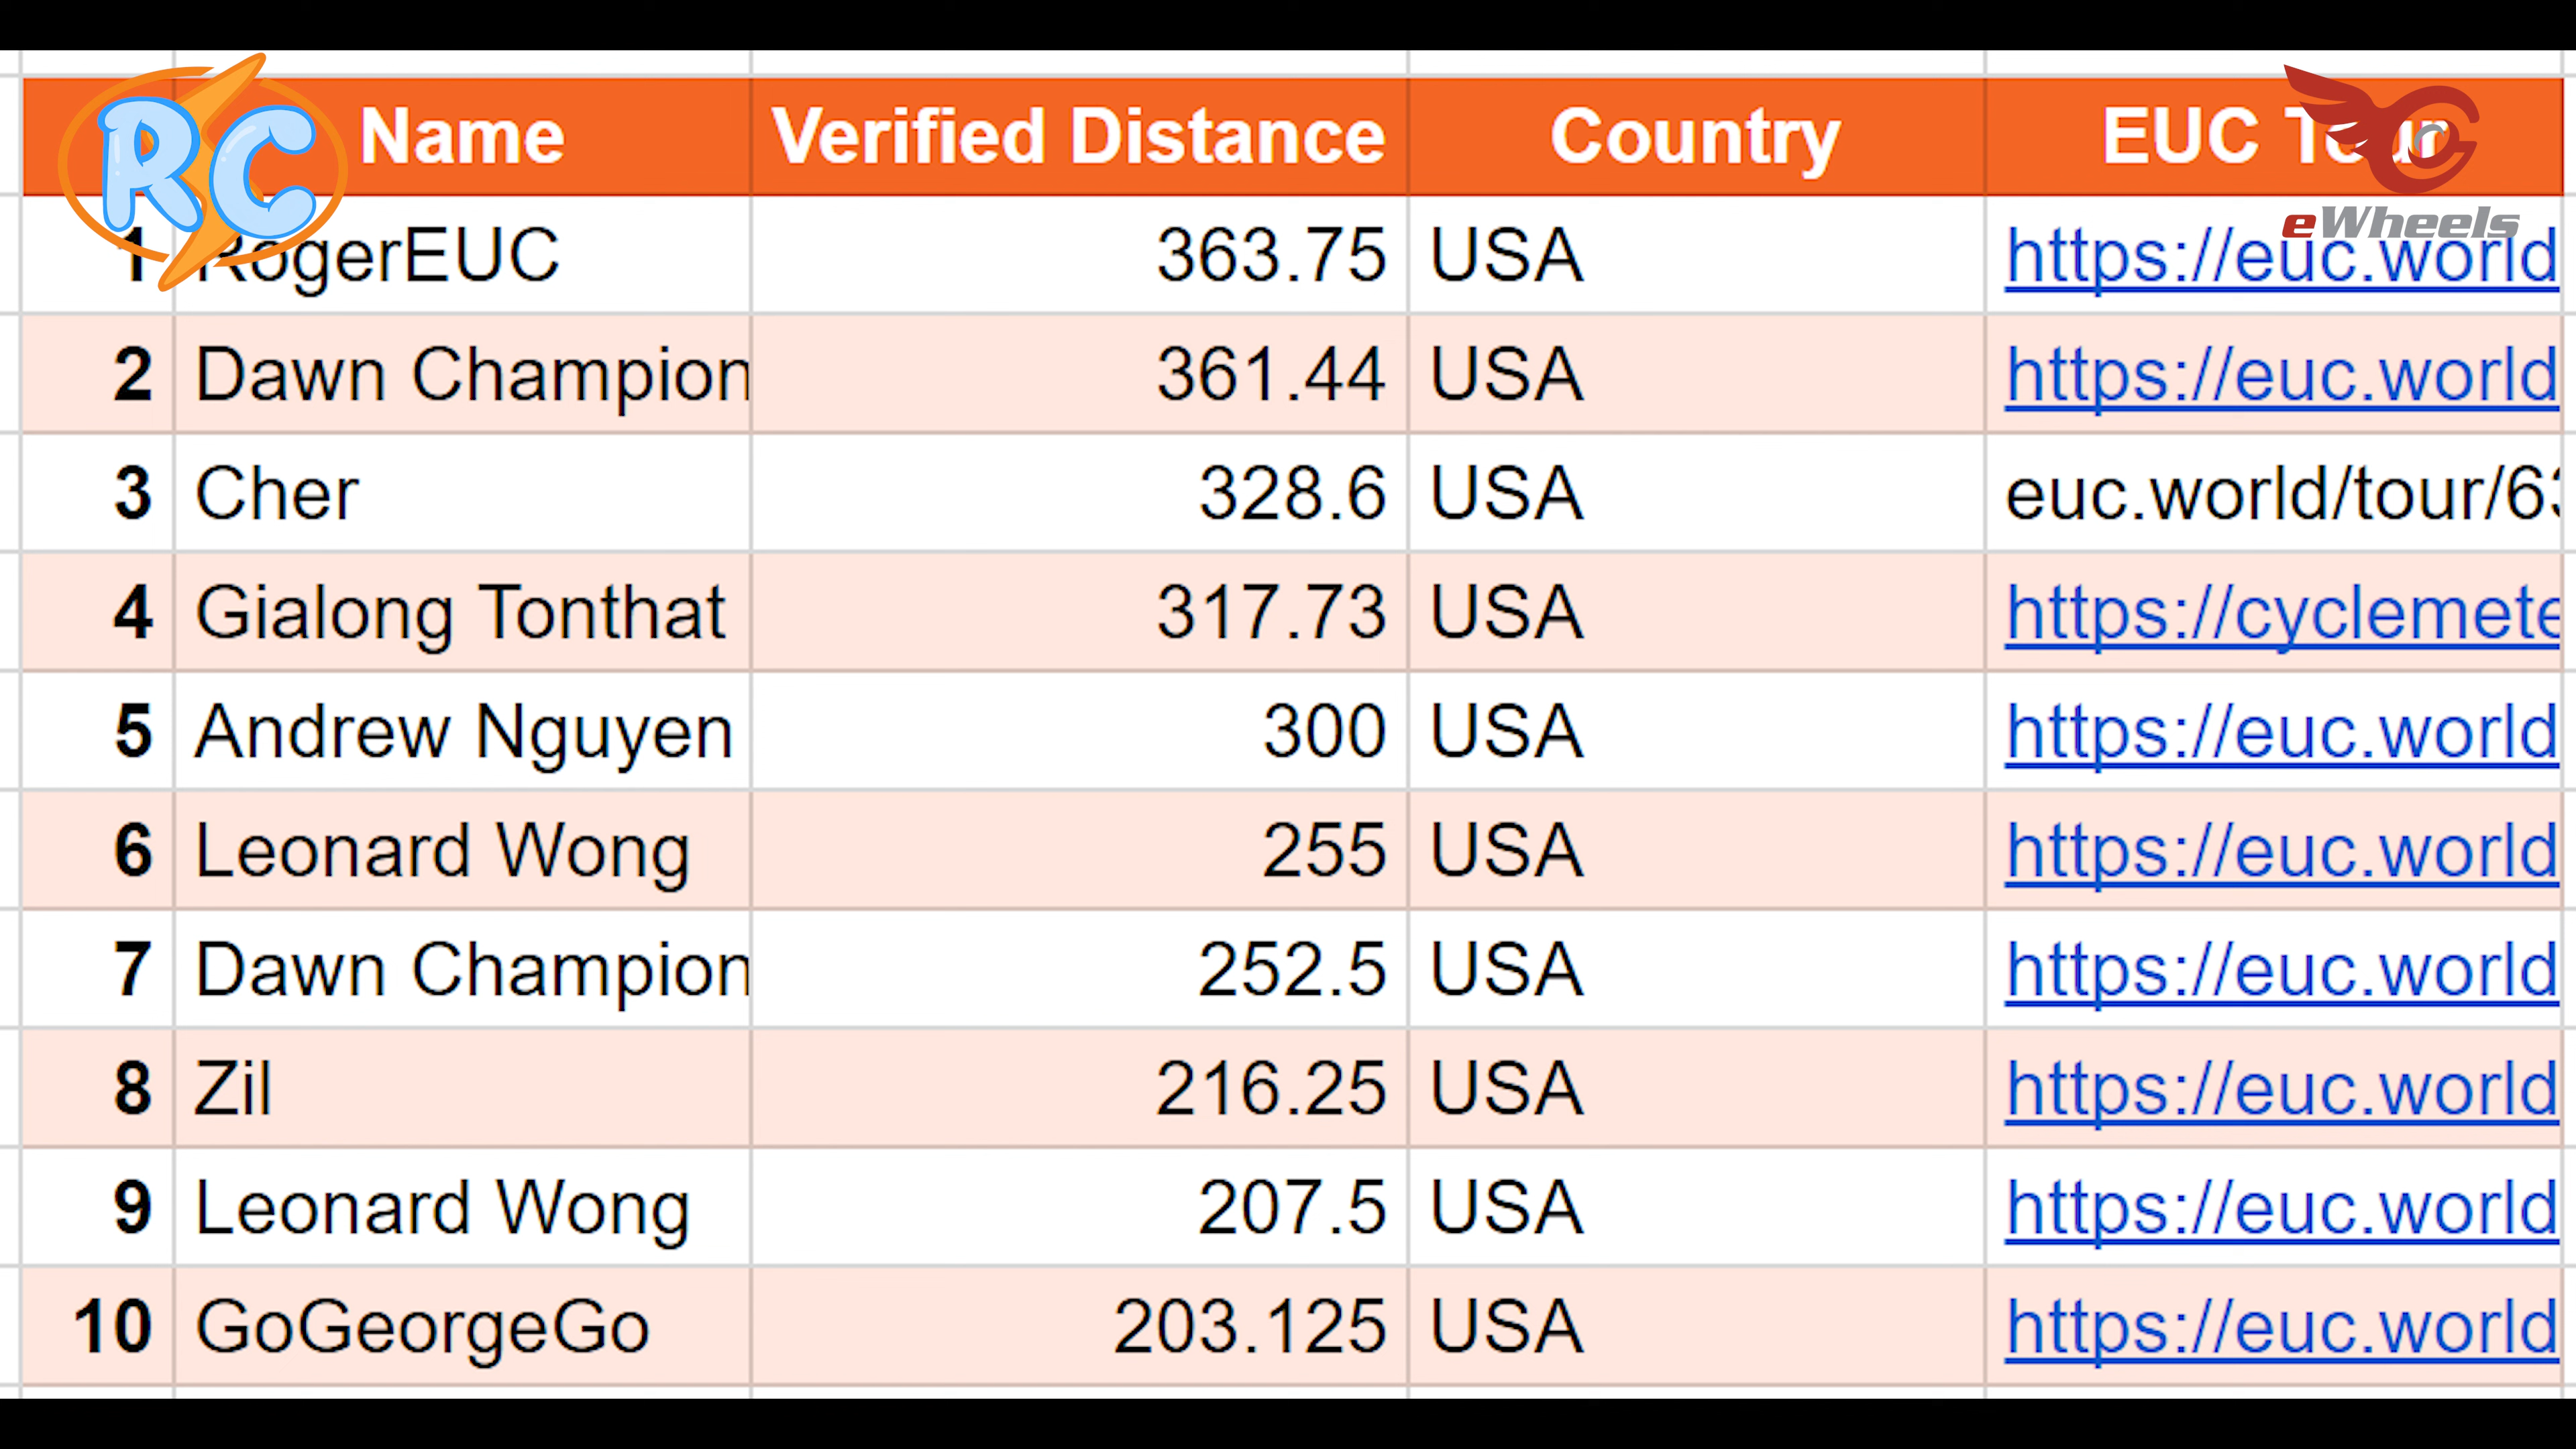 RC
eWheels
Name Verified Distance Country EUC Tour
1 RogerEUC 363.75 USA https://euc.world
2 Dawn Champion 361.44 USA https://euc.world
3 Cher 328.6 USA euc.world/tour/63
4 Gialong Tonthat 317.73 USA https://cyclemete
5 Andrew Nguyen 300 USA https://euc.world
6 Leonard Wong 255 USA https://euc.world
7 Dawn Champion 252.5 USA https://euc.world
8 Zil 216.25 USA https://euc.world
9 Leonard Wong 207.5 USA https://euc.world
10 GoGeorgeGo 203.125 USA https://euc.world